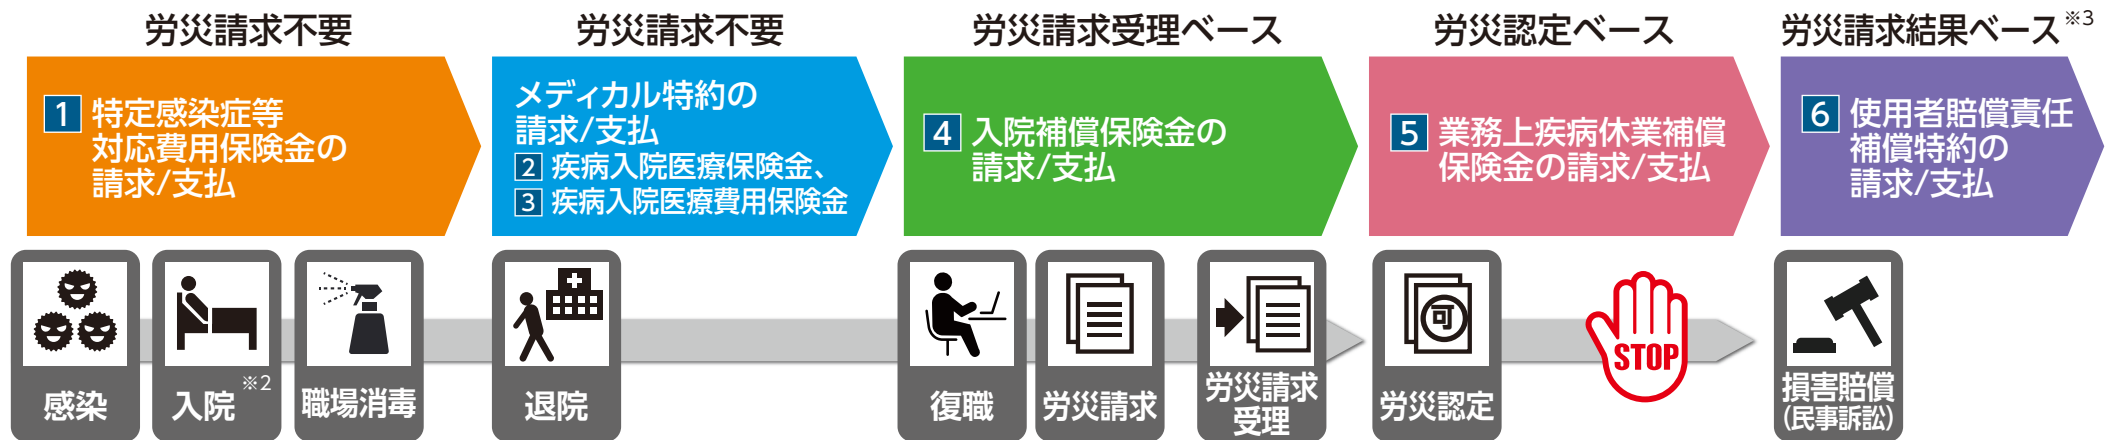 労災請求不要
1 特定感染症等
対応費用保険金の
請求/支払
労災請求不要
メディカル特約の
請求/支払
2 疾病入院医療保険金、
3 疾病入院医療費用保険金
労災請求受理ベース
4 入院補償保険金の
請求/支払
労災認定ベース
5 業務上疾病休業補償
保険金の請求/支払
労災請求結果ベース※3
6 使用者賠償責任
補償特約の
請求/支払
感染
入院※2
職場消毒
退院
復職
労災請求
労災請求
受理
可
労災認定
STOP
損害賠償
(民事訴訟)